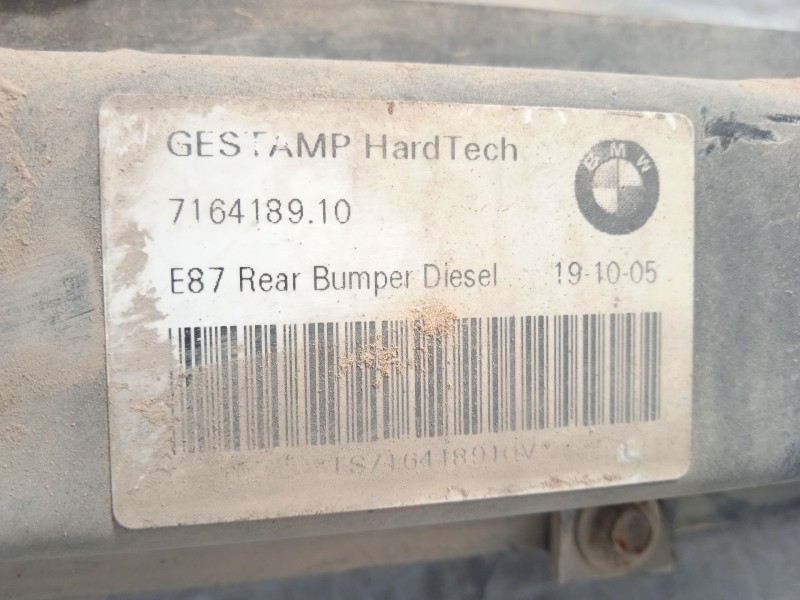 GESTAMP HardTech
BMW
7164189.10
E87 Rear Bumper Diesel 19-10-05